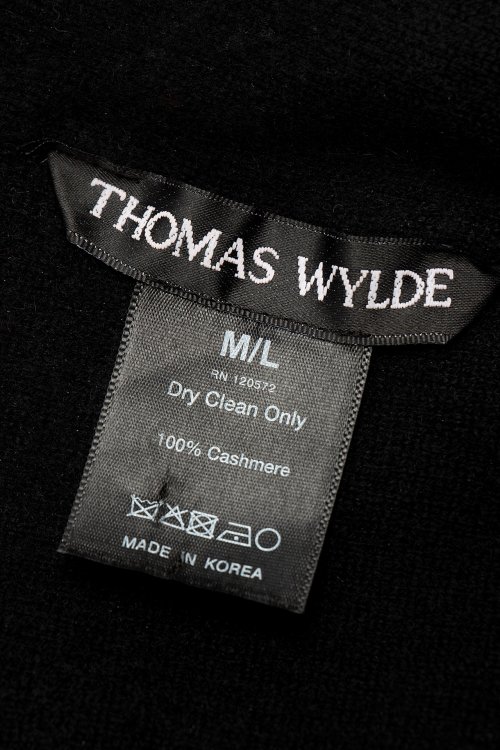 THOMAS WYLDE
M/L
RN 120572
Dry Clean Only
100% Cashmere
MADE IN KOREA